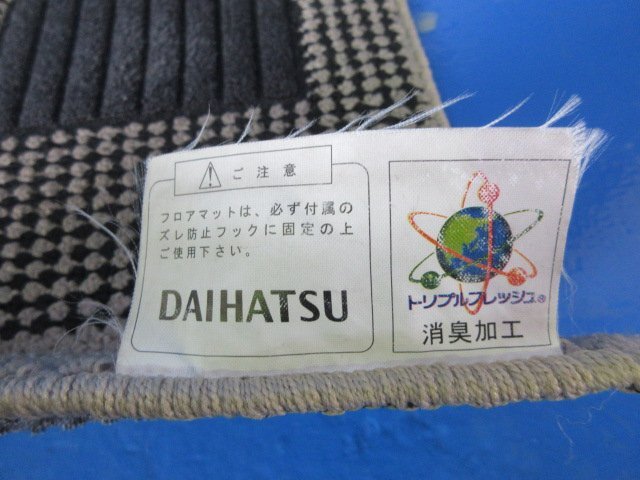 ご注意
フロアマットは、必ず付属の
ズレ防止フックに固定の上
ご使用下さい。
DAIHATSU
トリプルフレッシュ®
消臭加工